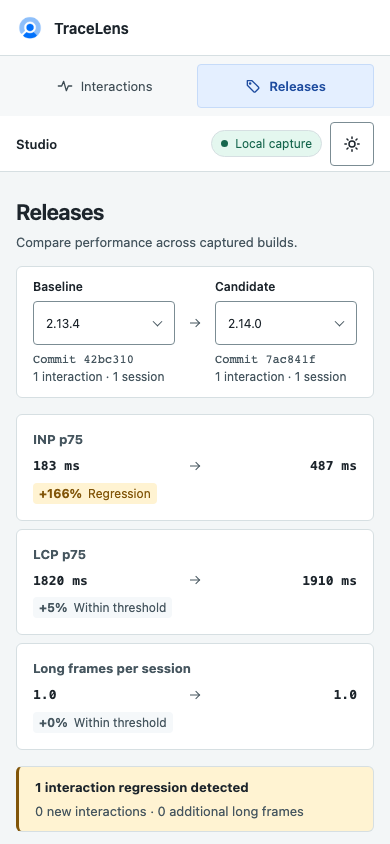 TraceLens
Interactions
Releases
Studio
Local capture
Releases
Compare performance across captured builds.
Baseline
2.13.4
Commit 42bc310
1 interaction · 1 session
→
Candidate
2.14.0
Commit 7ac841f
1 interaction · 1 session
INP p75
183 ms → 487 ms
+166% Regression
LCP p75
1820 ms → 1910 ms
+5% Within threshold
Long frames per session
1.0 → 1.0
+0% Within threshold
1 interaction regression detected
0 new interactions · 0 additional long frames